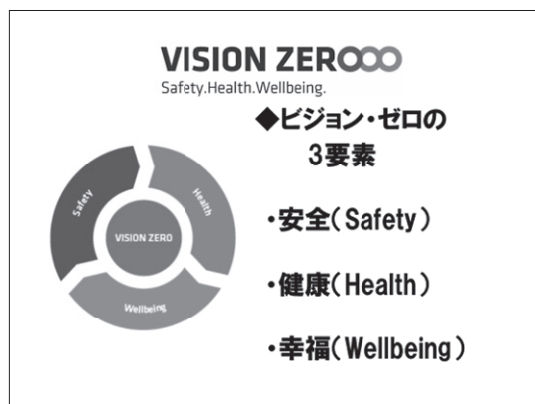 VISION ZEROOO
Safety.Health.Wellbeing.
◆ビジョン・ゼロの
3要素
Safety
Health
VISION ZERO
Wellbeing
・安全(Safety)
・健康(Health)
・幸福(Wellbeing)